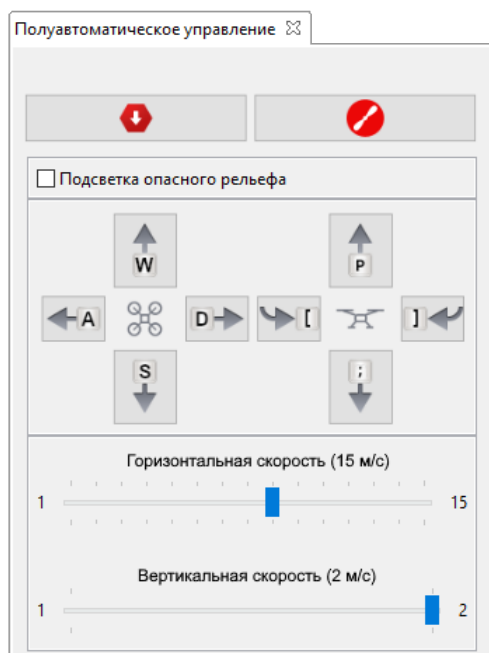 Полуавтоматическое управление
Подсветка опасного рельефа
W P
A D [ ]
S ;
Горизонтальная скорость (15 м/с)
1 15
Вертикальная скорость (2 м/с)
1 2